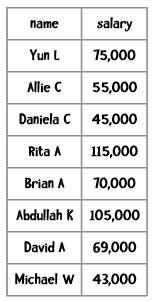 name salary
Yun L 75,000
Allie C 55,000
Daniela C 45,000
Rita A 115,000
Brian A 70,000
Abdullah K 105,000
David A 69,000
Michael W 43,000